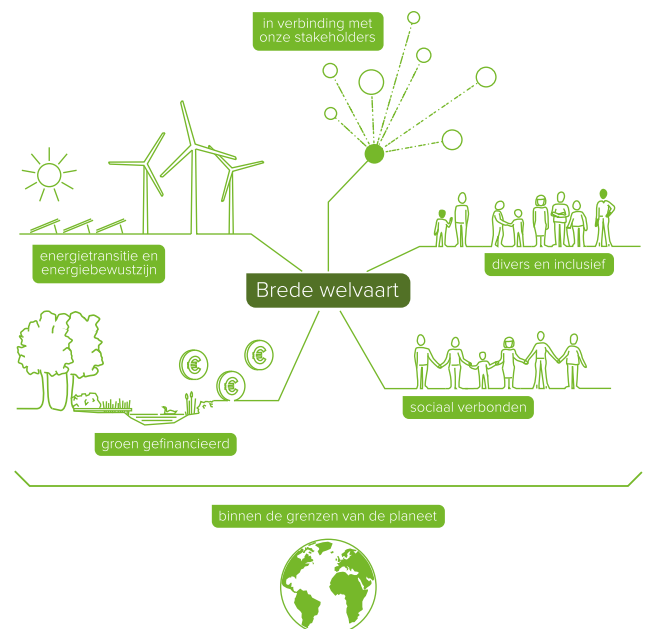 in verbinding met
onze stakeholders
energietransitie en
energiebewustzijn
divers en inclusief
Brede welvaart
€
€
€
sociaal verbonden
groen gefinancieerd
binnen de grenzen van de planeet